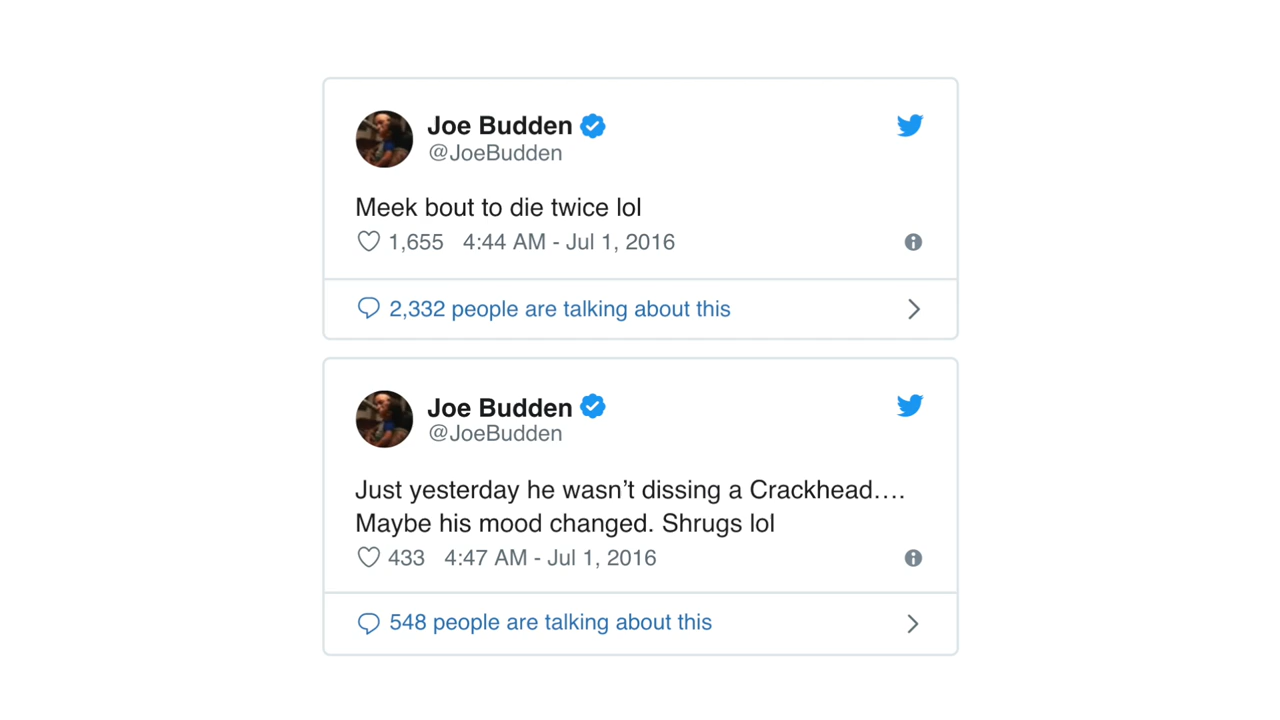 Joe Budden
@JoeBudden
Meek bout to die twice lol
1,655 4:44 AM - Jul 1, 2016
2,332 people are talking about this
Joe Budden
@JoeBudden
Just yesterday he wasn’t dissing a Crackhead….
Maybe his mood changed. Shrugs lol
433 4:47 AM - Jul 1, 2016
548 people are talking about this